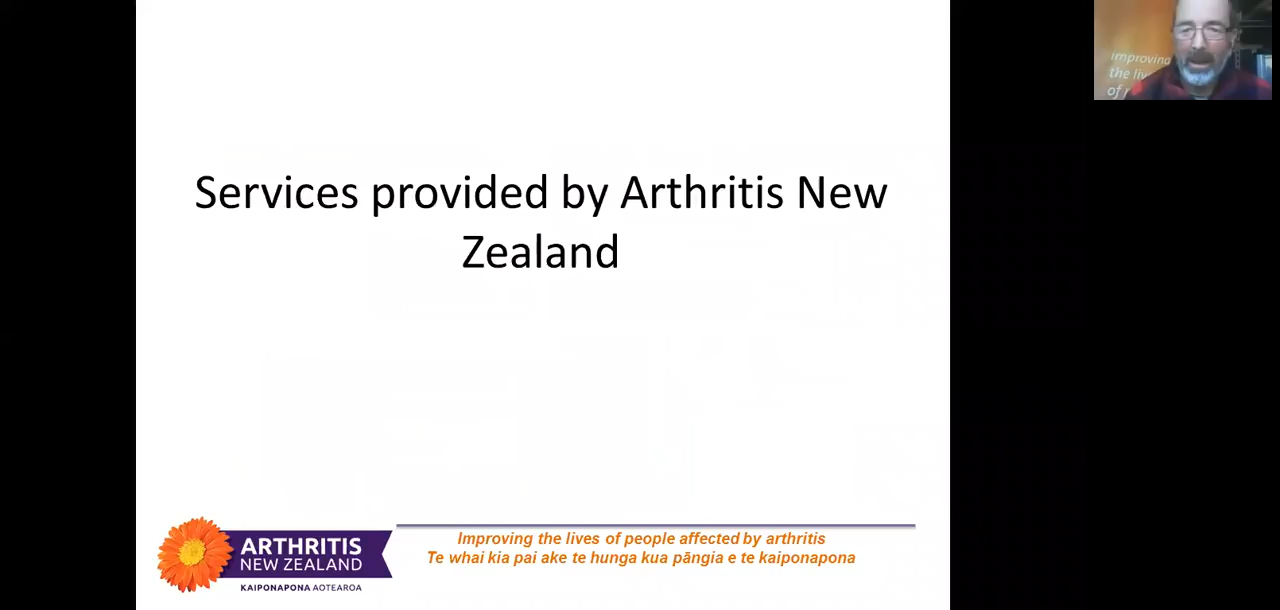 improving
the
of
Services provided by Arthritis New
Zealand
ARTHRITIS
NEW ZEALAND
KAIPONAPONA AOTEAROA
Improving the lives of people affected by arthritis
Te whai kia pai ake te hunga kua pāngia e te kaiponapona